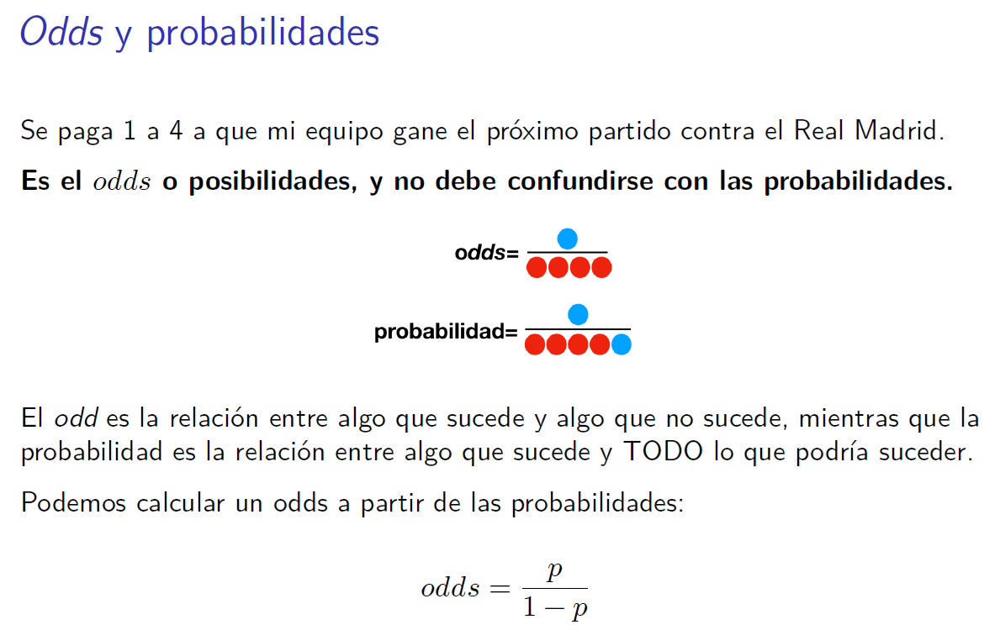 Odds y probabilidades
Se paga 1 a 4 a que mi equipo gane el próximo partido contra el Real Madrid.
Es el odds o posibilidades, y no debe confundirse con las probabilidades.
odds=
probabilidad=
El odd es la relación entre algo que sucede y algo que no sucede, mientras que la
probabilidad es la relación entre algo que sucede y TODO lo que podría suceder.
Podemos calcular un odds a partir de las probabilidades:
odds = p / (1 − p)